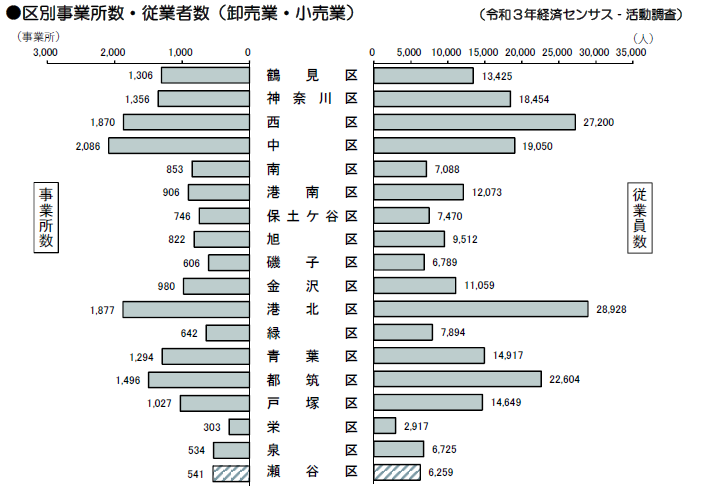 ●区別事業所数・従業者数（卸売業・小売業）　（令和３年経済センサス‐活動調査）
（事業所）　（人）
3,000 2,000 1,000 0 0 5,000 10,000 15,000 20,000 25,000 30,000 35,000
1,306 鶴見区 13,425
1,356 神奈川区 18,454
1,870 西区 27,200
2,086 中区 19,050
853 南区 7,088
906 港南区 12,073
746 保土ケ谷区 7,470
822 旭区 9,512
606 磯子区 6,789
980 金沢区 11,059
1,877 港北区 28,928
642 緑区 7,894
1,294 青葉区 14,917
1,496 都筑区 22,604
1,027 戸塚区 14,649
303 栄区 2,917
534 泉区 6,725
541 瀬谷区 6,259
事業所数
従業員数